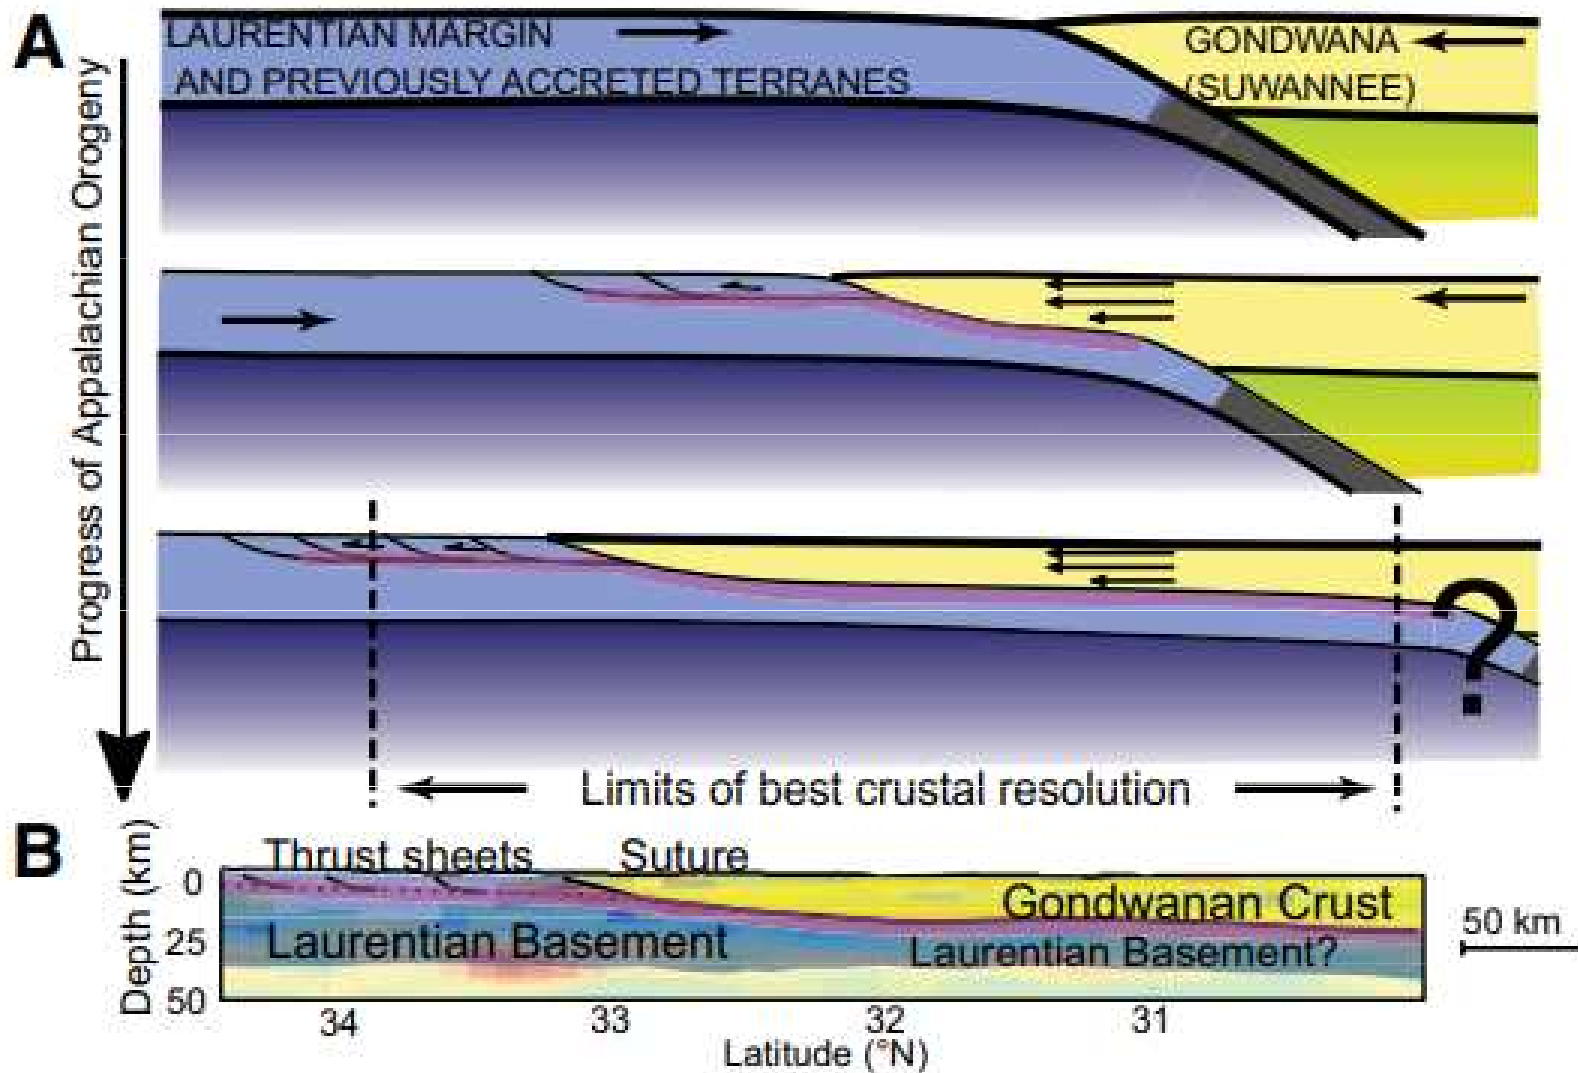 A
LAURENTIAN MARGIN
AND PREVIOUSLY ACCRETED TERRANES
GONDWANA
(SUWANNEE)
Progress of Appalachian Orogeny
?
Limits of best crustal resolution
B
Thrust sheets
Suture
Depth (km)
0
25
50
Gondwanan Crust
Laurentian Basement
Laurentian Basement?
50 km
34
33
32
31
Latitude (°N)